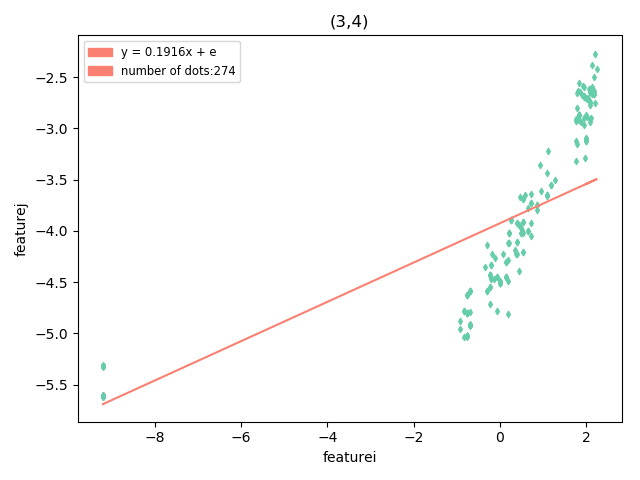 (3,4)
y = 0.1916x + e
number of dots:274
−2.5
−3.0
−3.5
−4.0
−4.5
−5.0
−5.5
featurej
−8 −6 −4 −2 0 2
featurei